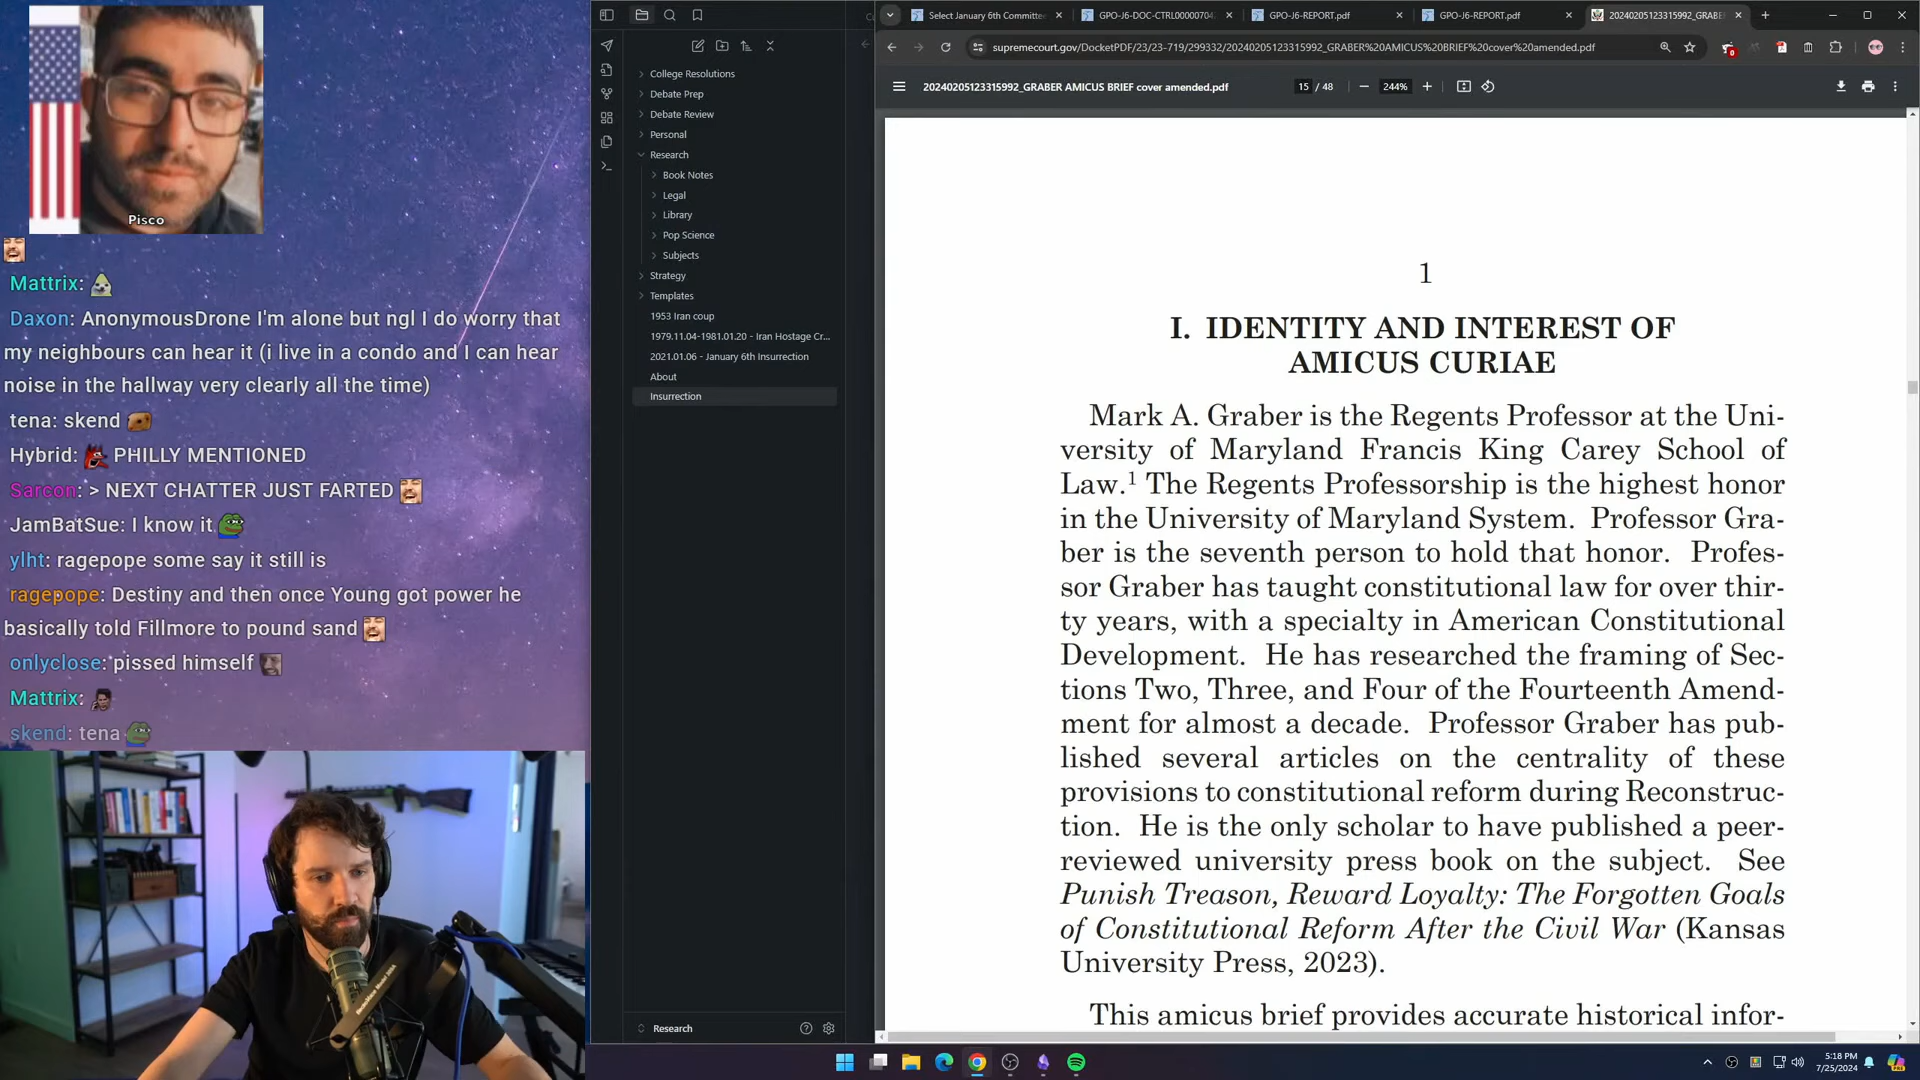 Pisco
Mattrix:
Daxon: AnonymousDrone I'm alone but ngl I do worry that
my neighbours can hear it (i live in a condo and I can hear
noise in the hallway very clearly all the time)
tena: skend
Hybrid: PHILLY MENTIONED
Sarcon: > NEXT CHATTER JUST FARTED
JamBatSue: I know it
ylht: ragepope some say it still is
ragepope: Destiny and then once Young got power he
basically told Fillmore to pound sand
onlyclose: pissed himself
Mattrix:
skend: tena
College Resolutions
Debate Prep
Debate Review
Personal
Research
Book Notes
Legal
Library
Pop Science
Subjects
Strategy
Templates
1953 Iran coup
1979.11.04-1981.01.20 - Iran Hostage Cr...
2021.01.06 - January 6th Insurrection
About
Insurrection
Research
Select January 6th Committe
GPO-J6-DOC-CTRL00000704
GPO-J6-REPORT.pdf
GPO-J6-REPORT.pdf
20240205123315992_GRABER
supremecourt.gov/DocketPDF/23/23-719/299332/20240205123315992_GRABER%20AMICUS%20BRIEF%20cover%20amended.pdf
0
20240205123315992_GRABER AMICUS BRIEF cover amended.pdf
15 / 48
244%
1
I. IDENTITY AND INTEREST OF
AMICUS CURIAE
Mark A. Graber is the Regents Professor at the Uni-
versity of Maryland Francis King Carey School of
Law.1 The Regents Professorship is the highest honor
in the University of Maryland System. Professor Gra-
ber is the seventh person to hold that honor. Profes-
sor Graber has taught constitutional law for over thir-
ty years, with a specialty in American Constitutional
Development. He has researched the framing of Sec-
tions Two, Three, and Four of the Fourteenth Amend-
ment for almost a decade. Professor Graber has pub-
lished several articles on the centrality of these
provisions to constitutional reform during Reconstruc-
tion. He is the only scholar to have published a peer-
reviewed university press book on the subject. See
Punish Treason, Reward Loyalty: The Forgotten Goals
of Constitutional Reform After the Civil War (Kansas
University Press, 2023).
This amicus brief provides accurate historical infor-
5:18 PM
7/25/2024